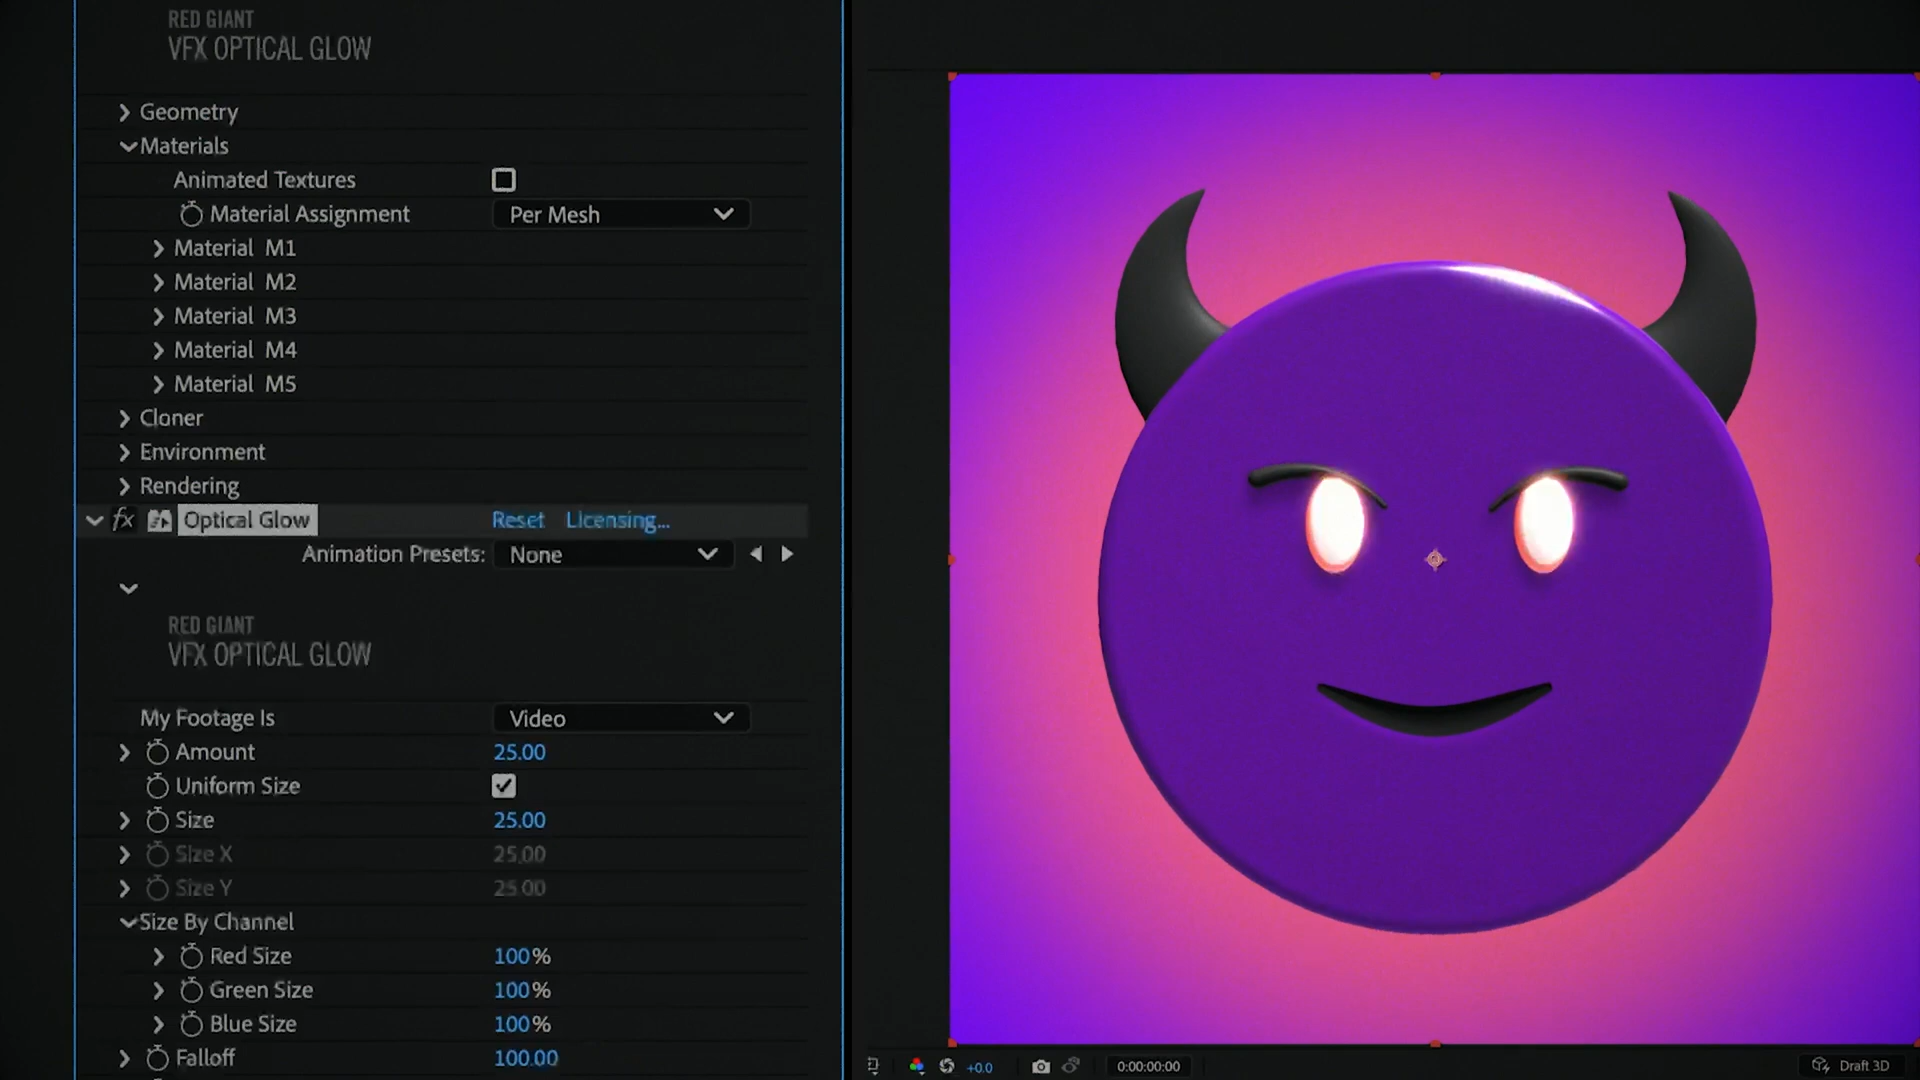 RED GIANT
VFX OPTICAL GLOW
Geometry
Materials
Animated Textures
Material Assignment Per Mesh
Material M1
Material M2
Material M3
Material M4
Material M5
Cloner
Environment
Rendering
fx Optical Glow Reset Licensing...
Animation Presets: None
RED GIANT
VFX OPTICAL GLOW
My Footage Is Video
Amount 25.00
Uniform Size
Size 25.00
Size X 25.00
Size Y 25.00
Size By Channel
Red Size 100%
Green Size 100%
Blue Size 100%
Falloff 100.00
+0.0 0:00:00:00 Draft 3D